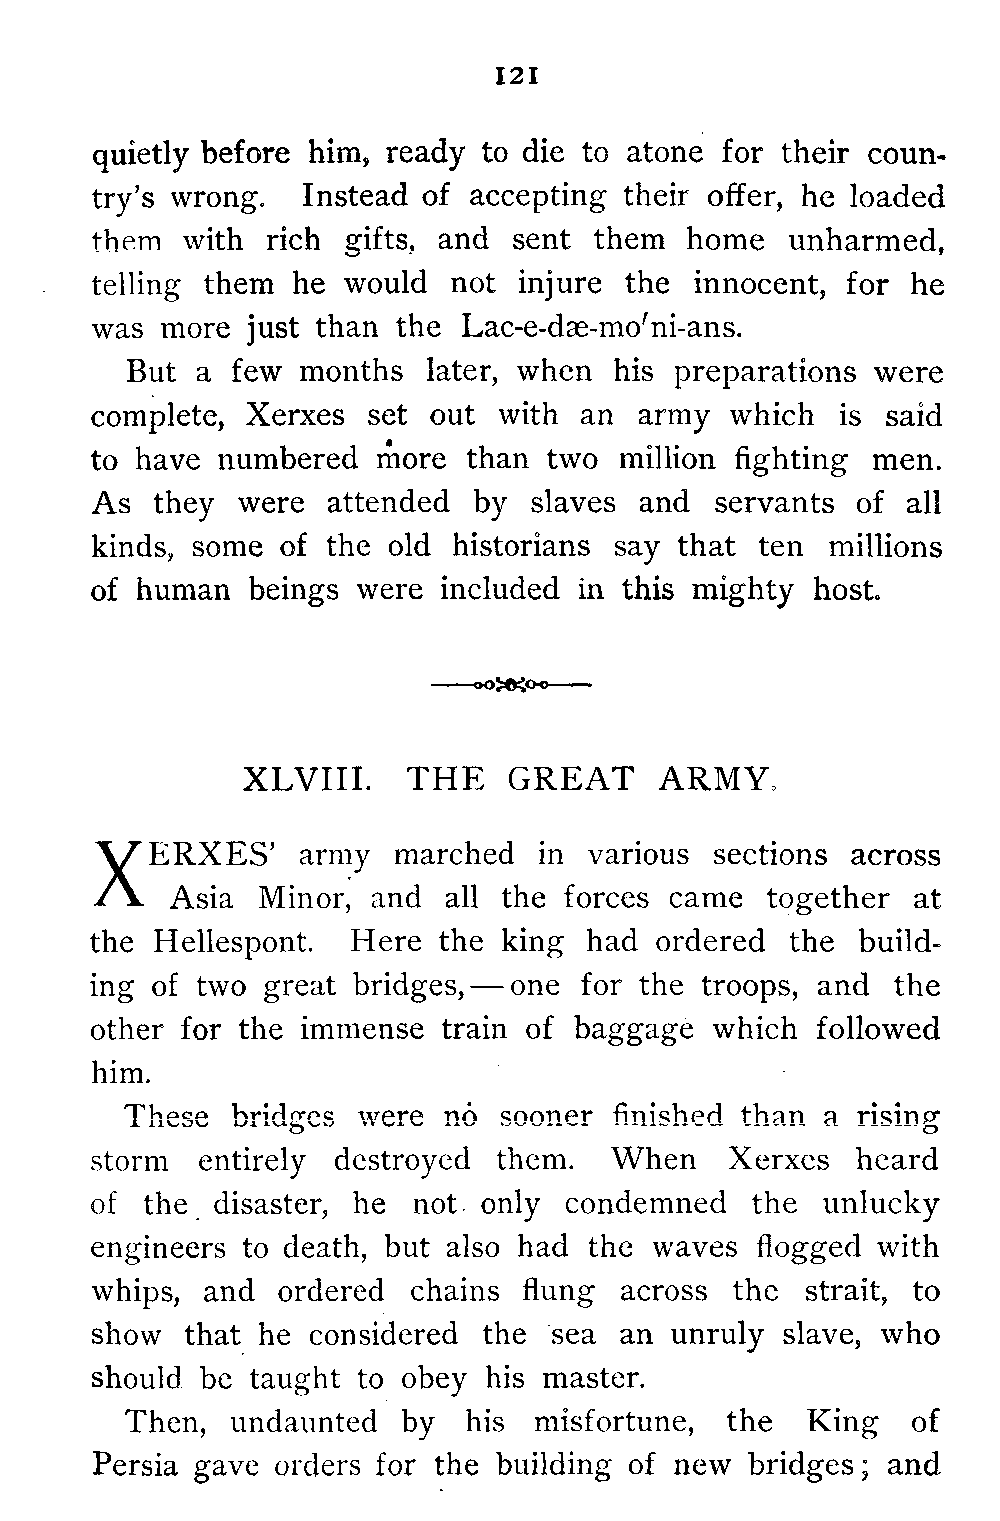 121
quietly before him, ready to die to atone for their coun-
try's wrong. Instead of accepting their offer, he loaded
them with rich gifts, and sent them home unharmed,
telling them he would not injure the innocent, for he
was more just than the Lac-e-dæ-mo′ni-ans.
But a few months later, when his preparations were
complete, Xerxes set out with an army which is said
to have numbered more than two million fighting men.
As they were attended by slaves and servants of all
kinds, some of the old historians say that ten millions
of human beings were included in this mighty host.
XLVIII. THE GREAT ARMY.
XERXES' army marched in various sections across
Asia Minor, and all the forces came together at
the Hellespont. Here the king had ordered the build-
ing of two great bridges,—one for the troops, and the
other for the immense train of baggage which followed
him.
These bridges were no sooner finished than a rising
storm entirely destroyed them. When Xerxes heard
of the disaster, he not only condemned the unlucky
engineers to death, but also had the waves flogged with
whips, and ordered chains flung across the strait, to
show that he considered the sea an unruly slave, who
should be taught to obey his master.
Then, undaunted by his misfortune, the King of
Persia gave orders for the building of new bridges; and